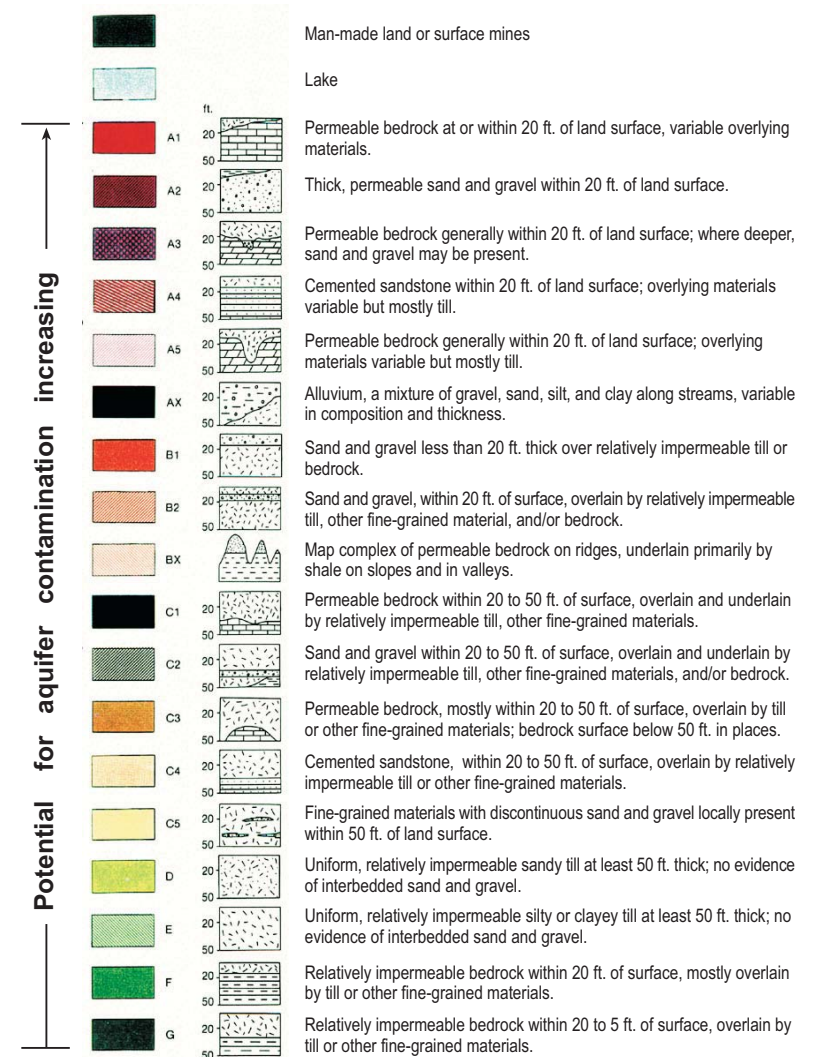 Man-made land or surface mines
Lake
ft.
Potential for aquifer contamination increasing
A1
20
50
Permeable bedrock at or within 20 ft. of land surface, variable overlying
materials.
A2
20
50
Thick, permeable sand and gravel within 20 ft. of land surface.
A3
20
50
Permeable bedrock generally within 20 ft. of land surface; where deeper,
sand and gravel may be present.
A4
20
50
Cemented sandstone within 20 ft. of land surface; overlying materials
variable but mostly till.
A5
20
50
Permeable bedrock generally within 20 ft. of land surface; overlying
materials variable but mostly till.
AX
20
50
Alluvium, a mixture of gravel, sand, silt, and clay along streams, variable
in composition and thickness.
B1
20
50
Sand and gravel less than 20 ft. thick over relatively impermeable till or
bedrock.
B2
20
50
Sand and gravel, within 20 ft. of surface, overlain by relatively impermeable
till, other fine-grained material, and/or bedrock.
BX
Map complex of permeable bedrock on ridges, underlain primarily by
shale on slopes and in valleys.
C1
20
50
Permeable bedrock within 20 to 50 ft. of surface, overlain and underlain
by relatively impermeable till, other fine-grained materials.
C2
20
50
Sand and gravel within 20 to 50 ft. of surface, overlain and underlain by
relatively impermeable till, other fine-grained materials, and/or bedrock.
C3
20
50
Permeable bedrock, mostly within 20 to 50 ft. of surface, overlain by till
or other fine-grained materials; bedrock surface below 50 ft. in places.
C4
20
50
Cemented sandstone, within 20 to 50 ft. of surface, overlain by relatively
impermeable till or other fine-grained materials.
C5
20
50
Fine-grained materials with discontinuous sand and gravel locally present
within 50 ft. of land surface.
D
20
50
Uniform, relatively impermeable sandy till at least 50 ft. thick; no evidence
of interbedded sand and gravel.
E
20
50
Uniform, relatively impermeable silty or clayey till at least 50 ft. thick; no
evidence of interbedded sand and gravel.
F
20
50
Relatively impermeable bedrock within 20 ft. of surface, mostly overlain
by till or other fine-grained materials.
G
20
50
Relatively impermeable bedrock within 20 to 5 ft. of surface, overlain by
till or other fine-grained materials.